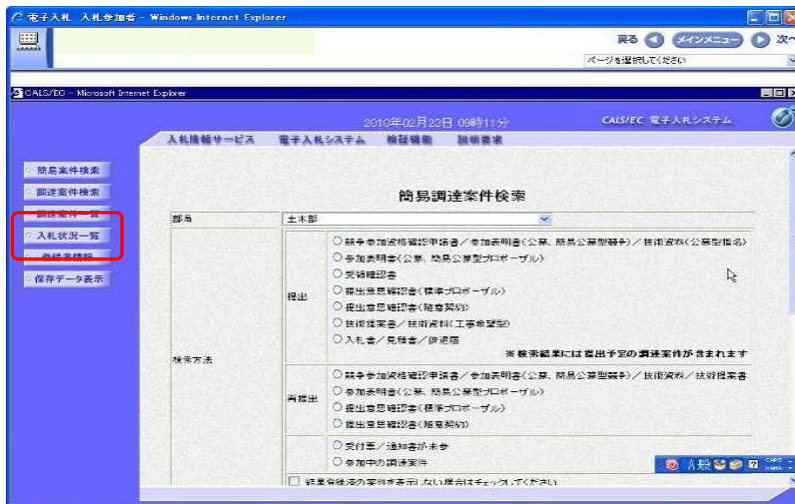 電子入札 入札参加者 - Windows Internet Explorer
戻る メインメニュー 次へ
ページを選択してください
CALS/EC - Microsoft Internet Explorer
2010年02月23日 09時11分 CALS/EC 電子入札システム
入札情報サービス 電子入札システム 検証機能 説明要求
簡易案件検索
調達案件検索
調達案件一覧
入札状況一覧
登録者情報
保存データ表示
簡易調達案件検索
部局 土木部
検索方法
提出
競争参加資格確認申請書/参加表明書(公募、簡易公募型競争)/技術資料(公募型指名)
参加表明書(公募、簡易公募型プロポーザル)
受領確認書
提出意思確認書(標準プロポーザル)
提出意思確認書(随意契約)
技術提案書/技術資料(工事希望型)
入札書/見積書/辞退届
※検索結果には提出予定の調達案件が含まれます
再提出
競争参加資格確認申請書/参加表明書(公募、簡易公募型競争)/技術資料/技術提案書
参加表明書(公募、簡易公募型プロポーザル)
提出意思確認書(標準プロポーザル)
提出意思確認書(随意契約)
受付票/通知書が未参
参加中の調達案件
結果登録済の案件を表示しない場合はチェックしてください
A 般
CAPS
KANA